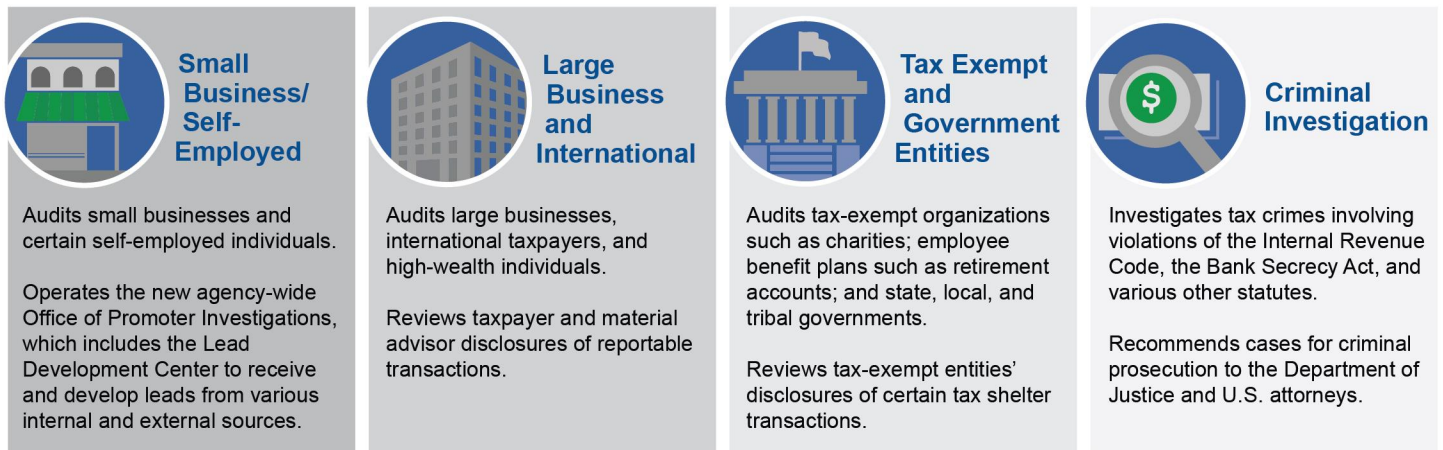 Small
Business/
Self-
Employed
Audits small businesses and
certain self-employed individuals.
Operates the new agency-wide
Office of Promoter Investigations,
which includes the Lead
Development Center to receive
and develop leads from various
internal and external sources.
Large
Business
and
International
Audits large businesses,
international taxpayers, and
high-wealth individuals.
Reviews taxpayer and material
advisor disclosures of reportable
transactions.
Tax Exempt
and
Government
Entities
Audits tax-exempt organizations
such as charities; employee
benefit plans such as retirement
accounts; and state, local, and
tribal governments.
Reviews tax-exempt entities’
disclosures of certain tax shelter
transactions.
$
Criminal
Investigation
Investigates tax crimes involving
violations of the Internal Revenue
Code, the Bank Secrecy Act, and
various other statutes.
Recommends cases for criminal
prosecution to the Department of
Justice and U.S. attorneys.